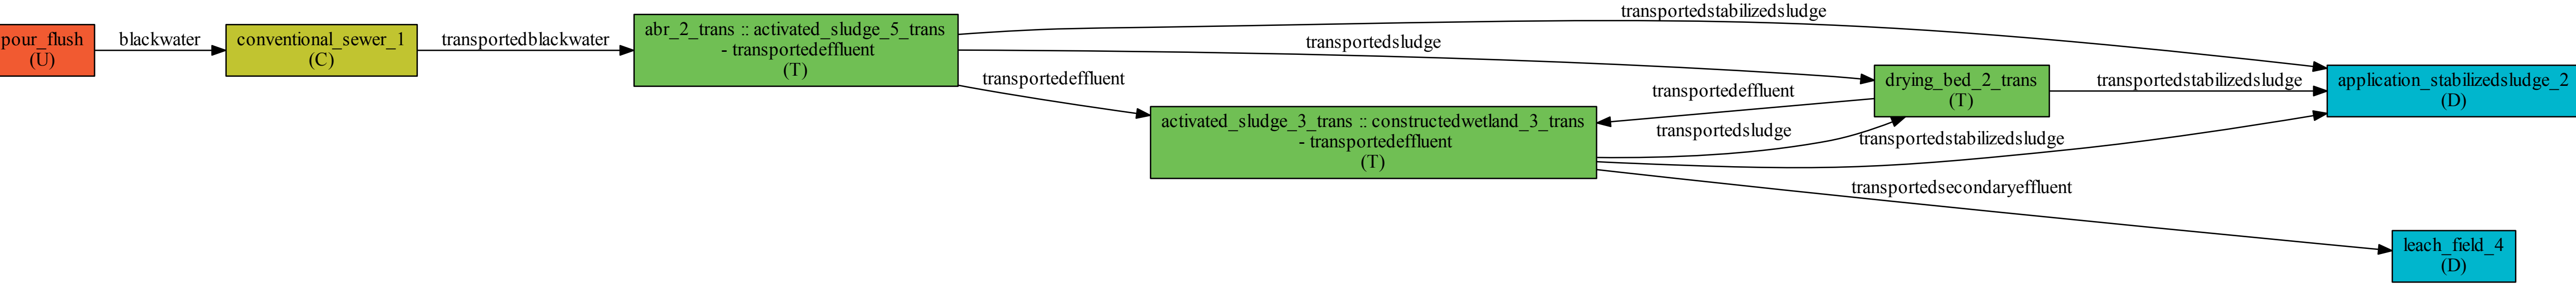 pour_flush
(U)
blackwater
conventional_sewer_1
(C)
transportedblackwater
abr_2_trans :: activated_sludge_5_trans
- transportedeffluent
(T)
transportedstabilizedsludge
transportedsludge
transportedeffluent
activated_sludge_3_trans :: constructedwetland_3_trans
- transportedeffluent
(T)
transportedeffluent
transportedsludge
transportedstabilizedsludge
transportedsecondaryeffluent
drying_bed_2_trans
(T)
transportedstabilizedsludge
application_stabilizedsludge_2
(D)
leach_field_4
(D)